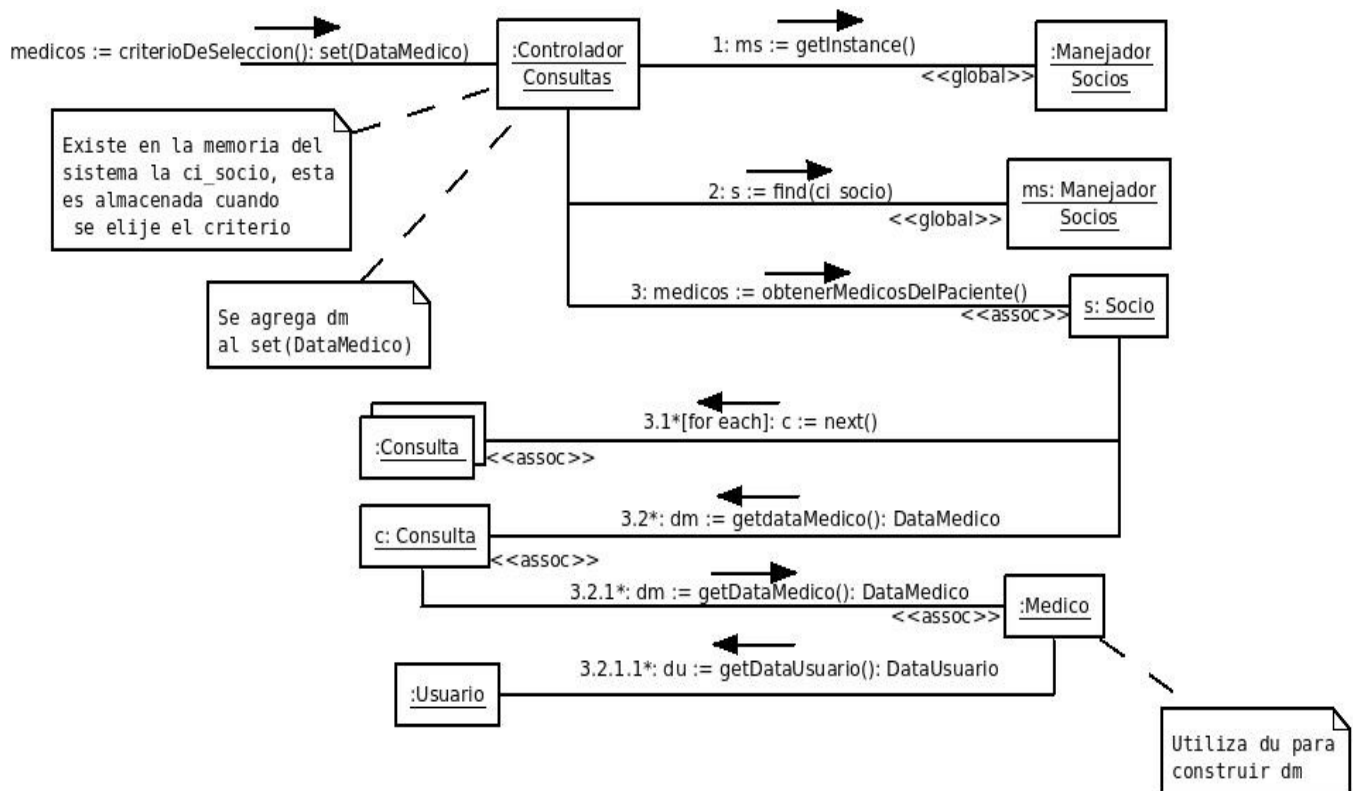 medicos := criterioDeSeleccion(): set(DataMedico)
:Controlador
Consultas
1: ms := getInstance()
<<global>>
:Manejador
Socios
Existe en la memoria del
sistema la ci_socio, esta
es almacenada cuando
se elije el criterio
2: s := find(ci_socio)
<<global>>
ms: Manejador
Socios
Se agrega dm
al set(DataMedico)
3: medicos := obtenerMedicosDelPaciente()
<<assoc>>
s: Socio
3.1*[for each]: c := next()
:Consulta
<<assoc>>
3.2*: dm := getdataMedico(): DataMedico
c: Consulta
<<assoc>>
3.2.1*: dm := getDataMedico(): DataMedico
<<assoc>>
:Medico
3.2.1.1*: du := getDataUsuario(): DataUsuario
:Usuario
Utiliza du para
construir dm